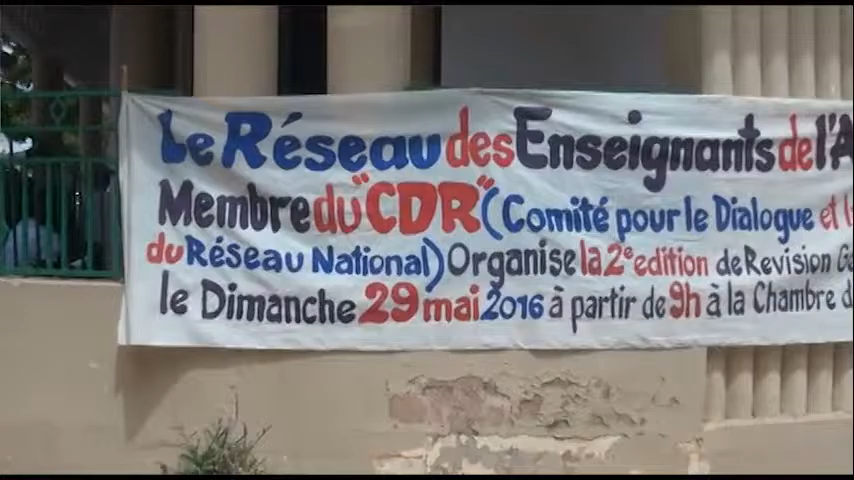 Le Réseau des Enseignants de l'A
Membre du "CDR" (Comité pour le Dialogue et
du Réseau National) Organise la 2e edition de Revision
le Dimanche 29 mai 2016 à partir de 9h à la Chambre